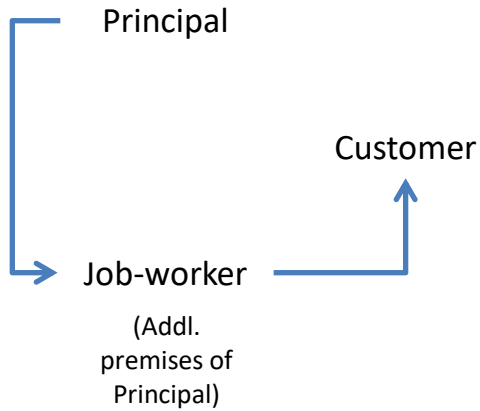 Principal
Customer
Job-worker
(Addl.
premises of
Principal)